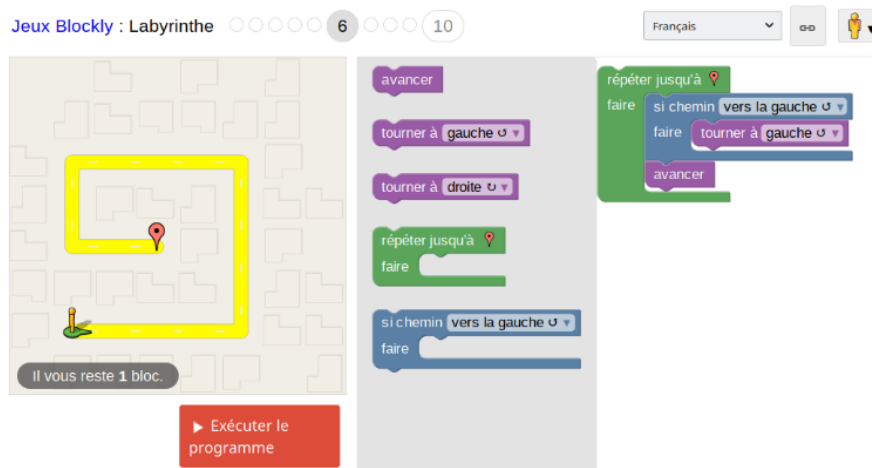 Jeux Blockly : Labyrinthe 6 10
Français
avancer
tourner à gauche ↺ ▾
tourner à droite ↻ ▾
répéter jusqu'à
faire
si chemin vers la gauche ↺ ▾
faire
répéter jusqu'à
faire si chemin vers la gauche ↺ ▾
faire tourner à gauche ↺ ▾
avancer
Il vous reste 1 bloc.
Exécuter le
programme